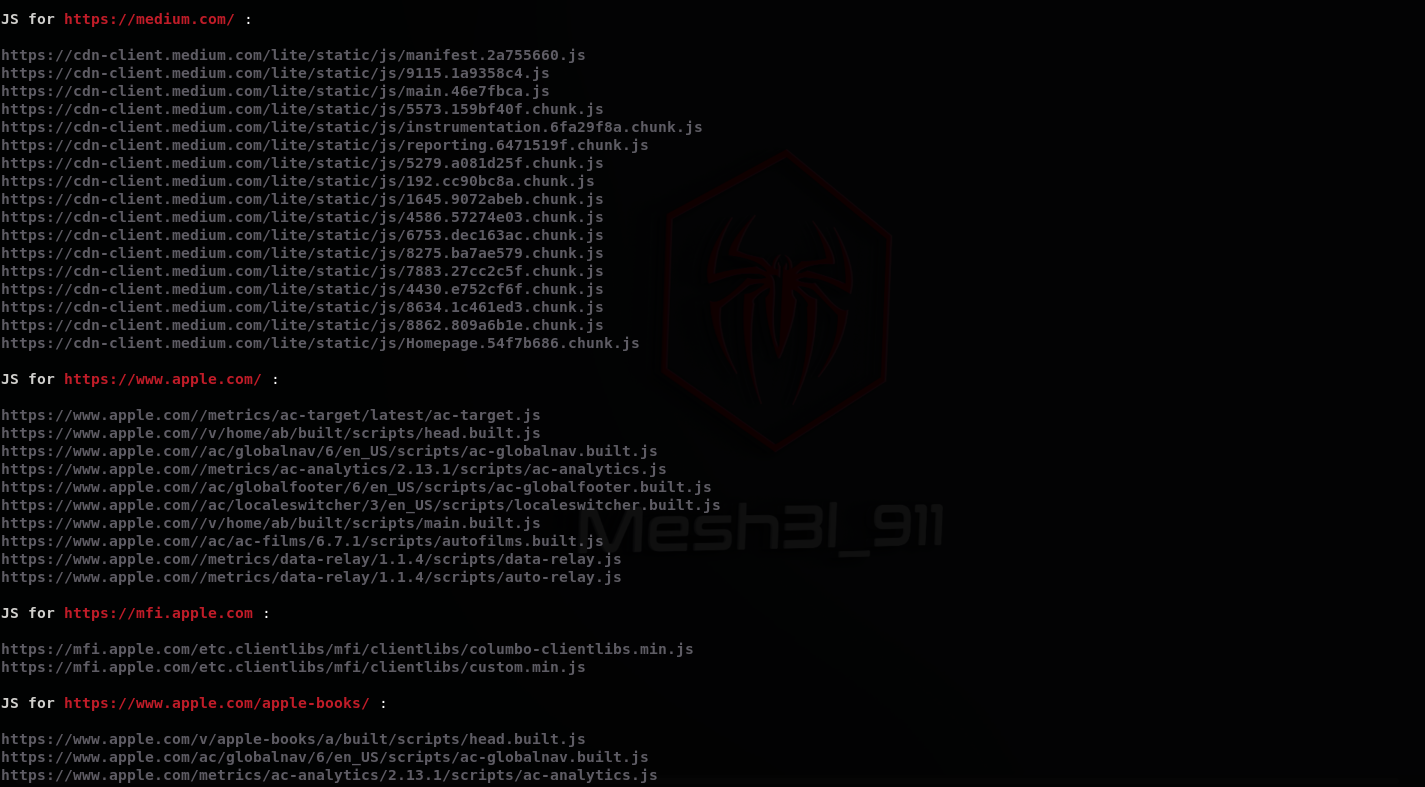 JS for https://medium.com/ :
https://cdn-client.medium.com/lite/static/js/manifest.2a755660.js
https://cdn-client.medium.com/lite/static/js/9115.1a9358c4.js
https://cdn-client.medium.com/lite/static/js/main.46e7fbca.js
https://cdn-client.medium.com/lite/static/js/5573.159bf40f.chunk.js
https://cdn-client.medium.com/lite/static/js/instrumentation.6fa29f8a.chunk.js
https://cdn-client.medium.com/lite/static/js/reporting.6471519f.chunk.js
https://cdn-client.medium.com/lite/static/js/5279.a081d25f.chunk.js
https://cdn-client.medium.com/lite/static/js/192.cc90bc8a.chunk.js
https://cdn-client.medium.com/lite/static/js/1645.9072abeb.chunk.js
https://cdn-client.medium.com/lite/static/js/4586.57274e03.chunk.js
https://cdn-client.medium.com/lite/static/js/6753.dec163ac.chunk.js
https://cdn-client.medium.com/lite/static/js/8275.ba7ae579.chunk.js
https://cdn-client.medium.com/lite/static/js/7883.27cc2c5f.chunk.js
https://cdn-client.medium.com/lite/static/js/4430.e752cf6f.chunk.js
https://cdn-client.medium.com/lite/static/js/8634.1c461ed3.chunk.js
https://cdn-client.medium.com/lite/static/js/8862.809a6b1e.chunk.js
https://cdn-client.medium.com/lite/static/js/Homepage.54f7b686.chunk.js
JS for https://www.apple.com/ :
https://www.apple.com//metrics/ac-target/latest/ac-target.js
https://www.apple.com//v/home/ab/built/scripts/head.built.js
https://www.apple.com//ac/globalnav/6/en_US/scripts/ac-globalnav.built.js
https://www.apple.com//metrics/ac-analytics/2.13.1/scripts/ac-analytics.js
https://www.apple.com//ac/globalfooter/6/en_US/scripts/ac-globalfooter.built.js
https://www.apple.com//ac/localeswitcher/3/en_US/scripts/localeswitcher.built.js
https://www.apple.com//v/home/ab/built/scripts/main.built.js
https://www.apple.com//ac/ac-films/6.7.1/scripts/autofilms.built.js
https://www.apple.com//metrics/data-relay/1.1.4/scripts/data-relay.js
https://www.apple.com//metrics/data-relay/1.1.4/scripts/auto-relay.js
Mesh3l_911
JS for https://mfi.apple.com :
https://mfi.apple.com/etc.clientlibs/mfi/clientlibs/columbo-clientlibs.min.js
https://mfi.apple.com/etc.clientlibs/mfi/clientlibs/custom.min.js
JS for https://www.apple.com/apple-books/ :
https://www.apple.com/v/apple-books/a/built/scripts/head.built.js
https://www.apple.com/ac/globalnav/6/en_US/scripts/ac-globalnav.built.js
https://www.apple.com/metrics/ac-analytics/2.13.1/scripts/ac-analytics.js